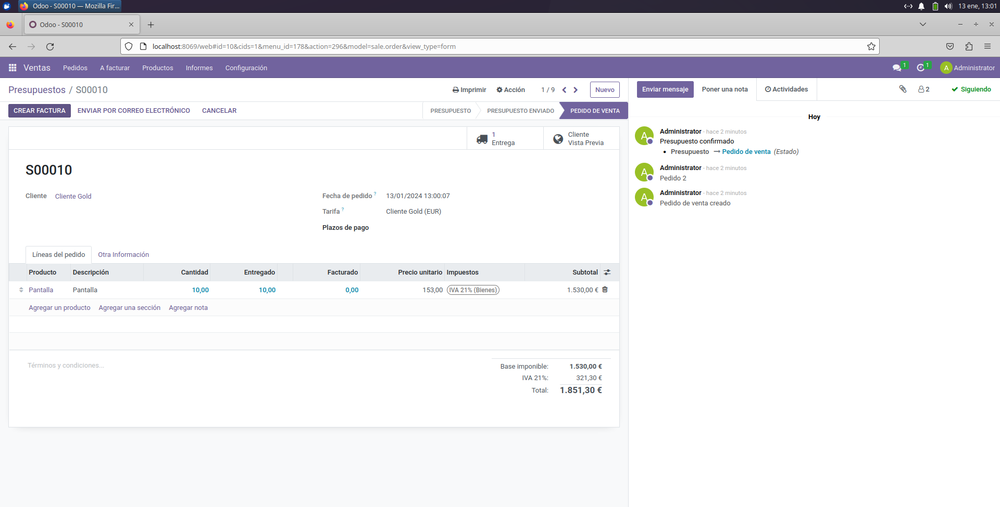 Odoo - S00010 — Mozilla Fir...
13 ene, 13:01
Odoo - S00010
localhost:8069/web#id=10&cids=1&menu_id=178&action=296&model=sale.order&view_type=form
Ventas Pedidos A facturar Productos Informes Configuración 1 1 A Administrator
Presupuestos / S00010 Imprimir Acción 1 / 9 Nuevo
Enviar mensaje Poner una nota Actividades 2 Siguiendo
CREAR FACTURA ENVIAR POR CORREO ELECTRÓNICO CANCELAR PRESUPUESTO PRESUPUESTO ENVIADO PEDIDO DE VENTA
1
Entrega
Cliente
Vista Previa
S00010
Cliente Cliente Gold
Fecha de pedido ? 13/01/2024 13:00:07
Tarifa ? Cliente Gold (EUR)
Plazos de pago
Líneas del pedido Otra Información
Producto Descripción Cantidad Entregado Facturado Precio unitario Impuestos Subtotal
Pantalla Pantalla 10,00 10,00 0,00 153,00 IVA 21% (Bienes) 1.530,00 €
Agregar un producto Agregar una sección Agregar nota
Términos y condiciones...
Base imponible: 1.530,00 €
IVA 21%: 321,30 €
Total: 1.851,30 €
Hoy
A Administrator - hace 2 minutos
Presupuesto confirmado
• Presupuesto → Pedido de venta (Estado)
A Administrator - hace 2 minutos
Pedido 2
A Administrator - hace 2 minutos
Pedido de venta creado